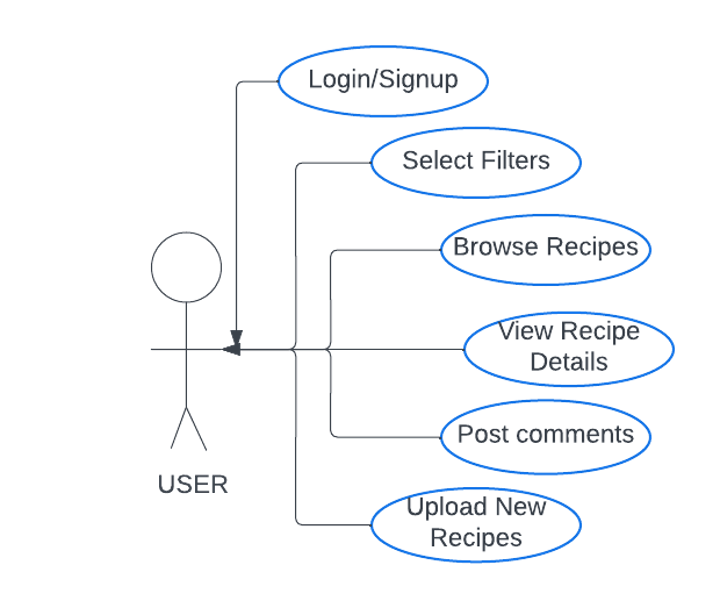 Login/Signup
Select Filters
Browse Recipes
View Recipe
Details
Post comments
USER
Upload New
Recipes